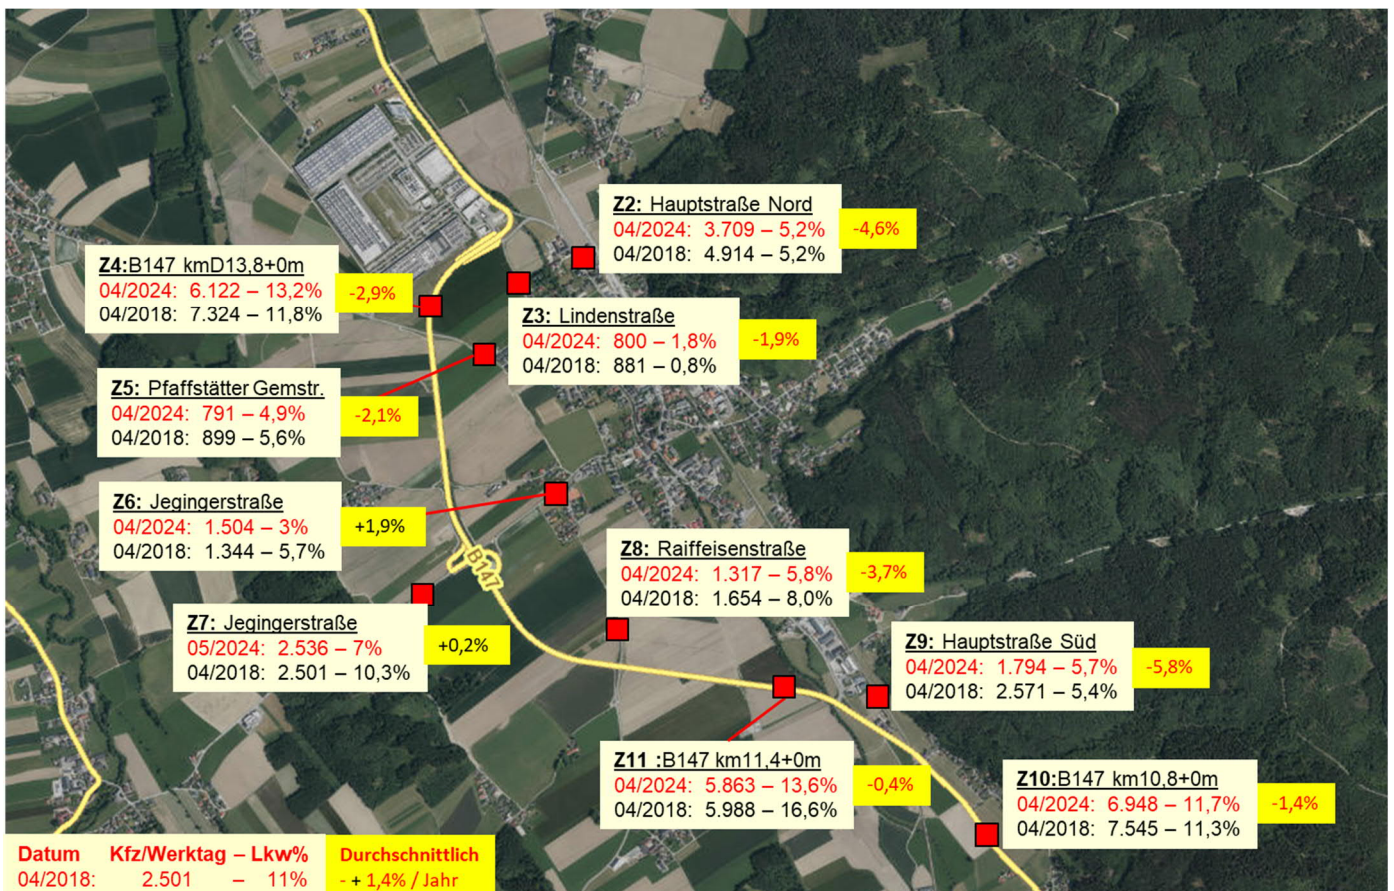 Z2: Hauptstraße Nord
04/2024: 3.709 – 5,2%
04/2018: 4.914 – 5,2%
-4,6%
Z4:B147 kmD13,8+0m
04/2024: 6.122 – 13,2%
04/2018: 7.324 – 11,8%
-2,9%
Z3: Lindenstraße
04/2024: 800 – 1,8%
04/2018: 881 – 0,8%
-1,9%
Z5: Pfaffstätter Gemstr.
04/2024: 791 – 4,9%
04/2018: 899 – 5,6%
-2,1%
Z6: Jegingerstraße
04/2024: 1.504 – 3%
04/2018: 1.344 – 5,7%
+1,9%
B147
Z8: Raiffeisenstraße
04/2024: 1.317 – 5,8%
04/2018: 1.654 – 8,0%
-3,7%
Z7: Jegingerstraße
05/2024: 2.536 – 7%
04/2018: 2.501 – 10,3%
+0,2%
Z9: Hauptstraße Süd
04/2024: 1.794 – 5,7%
04/2018: 2.571 – 5,4%
-5,8%
Z11 :B147 km11,4+0m
04/2024: 5.863 – 13,6%
04/2018: 5.988 – 16,6%
-0,4%
Z10:B147 km10,8+0m
04/2024: 6.948 – 11,7%
04/2018: 7.545 – 11,3%
-1,4%
Datum Kfz/Werktag – Lkw%
04/2018: 2.501 – 11%
Durchschnittlich
- + 1,4% / Jahr